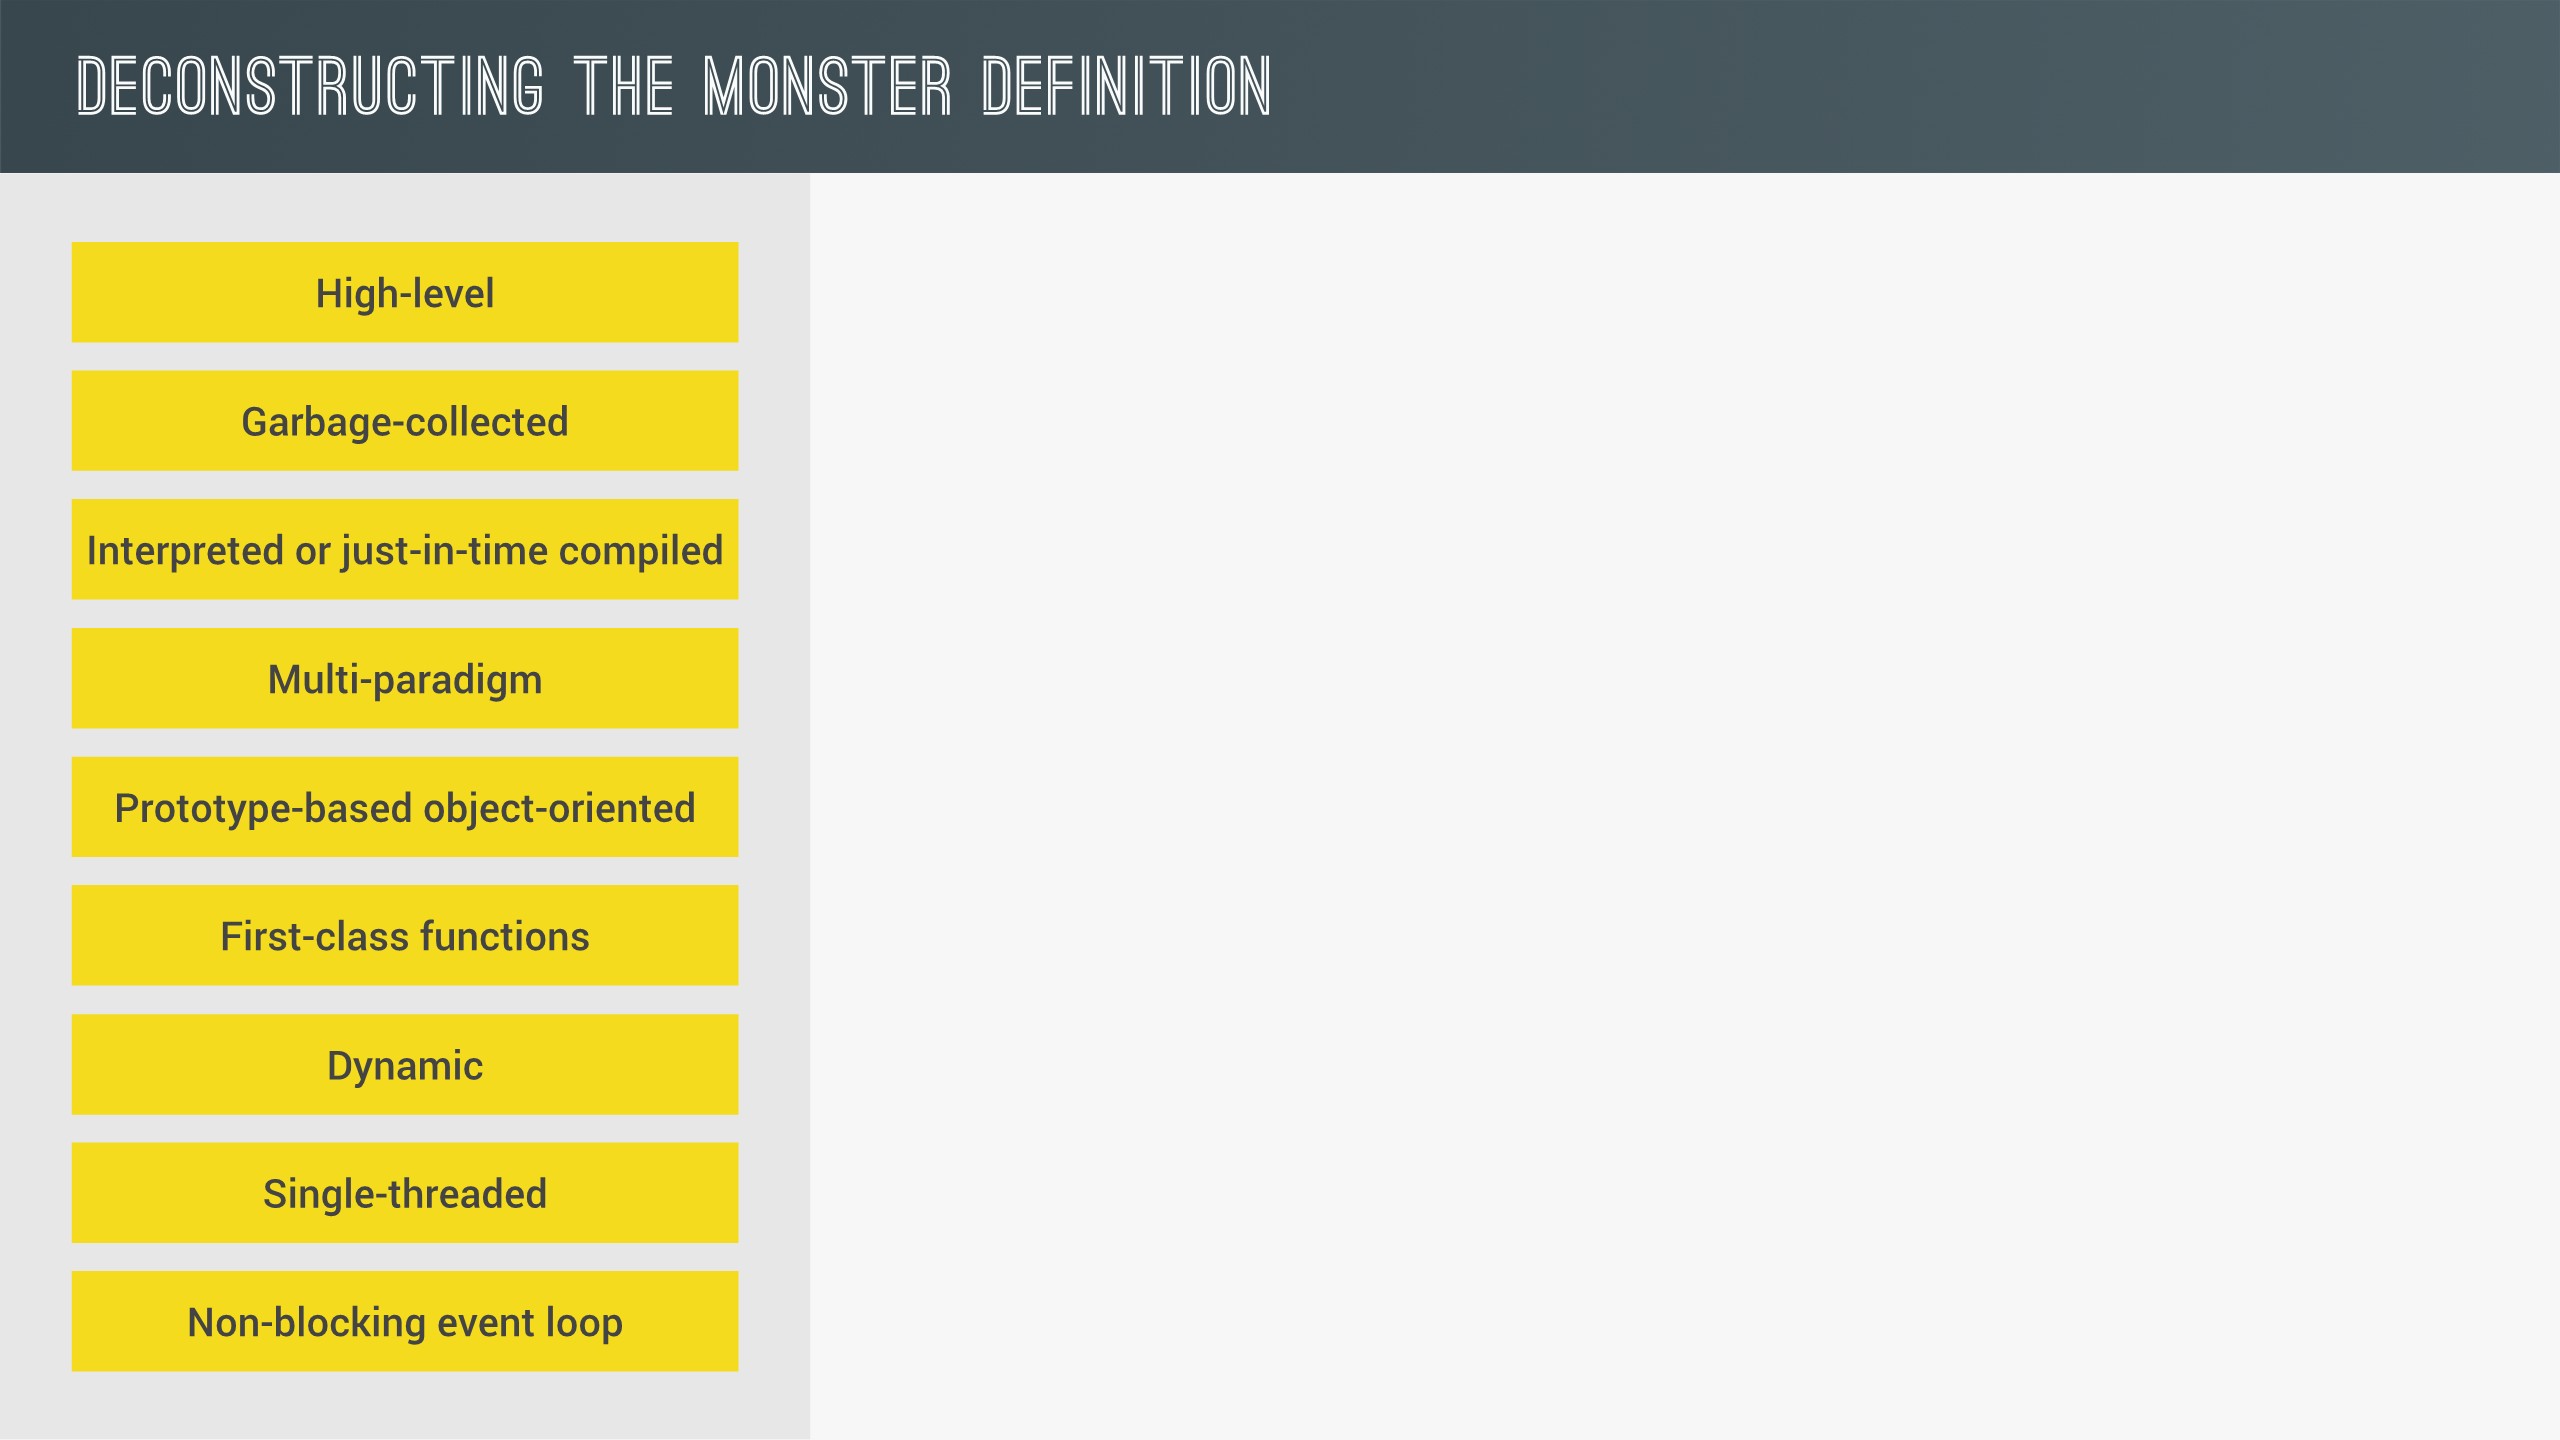 DECONSTRUCTING THE MONSTER DEFINITION
High-level
Garbage-collected
Interpreted or just-in-time compiled
Multi-paradigm
Prototype-based object-oriented
First-class functions
Dynamic
Single-threaded
Non-blocking event loop